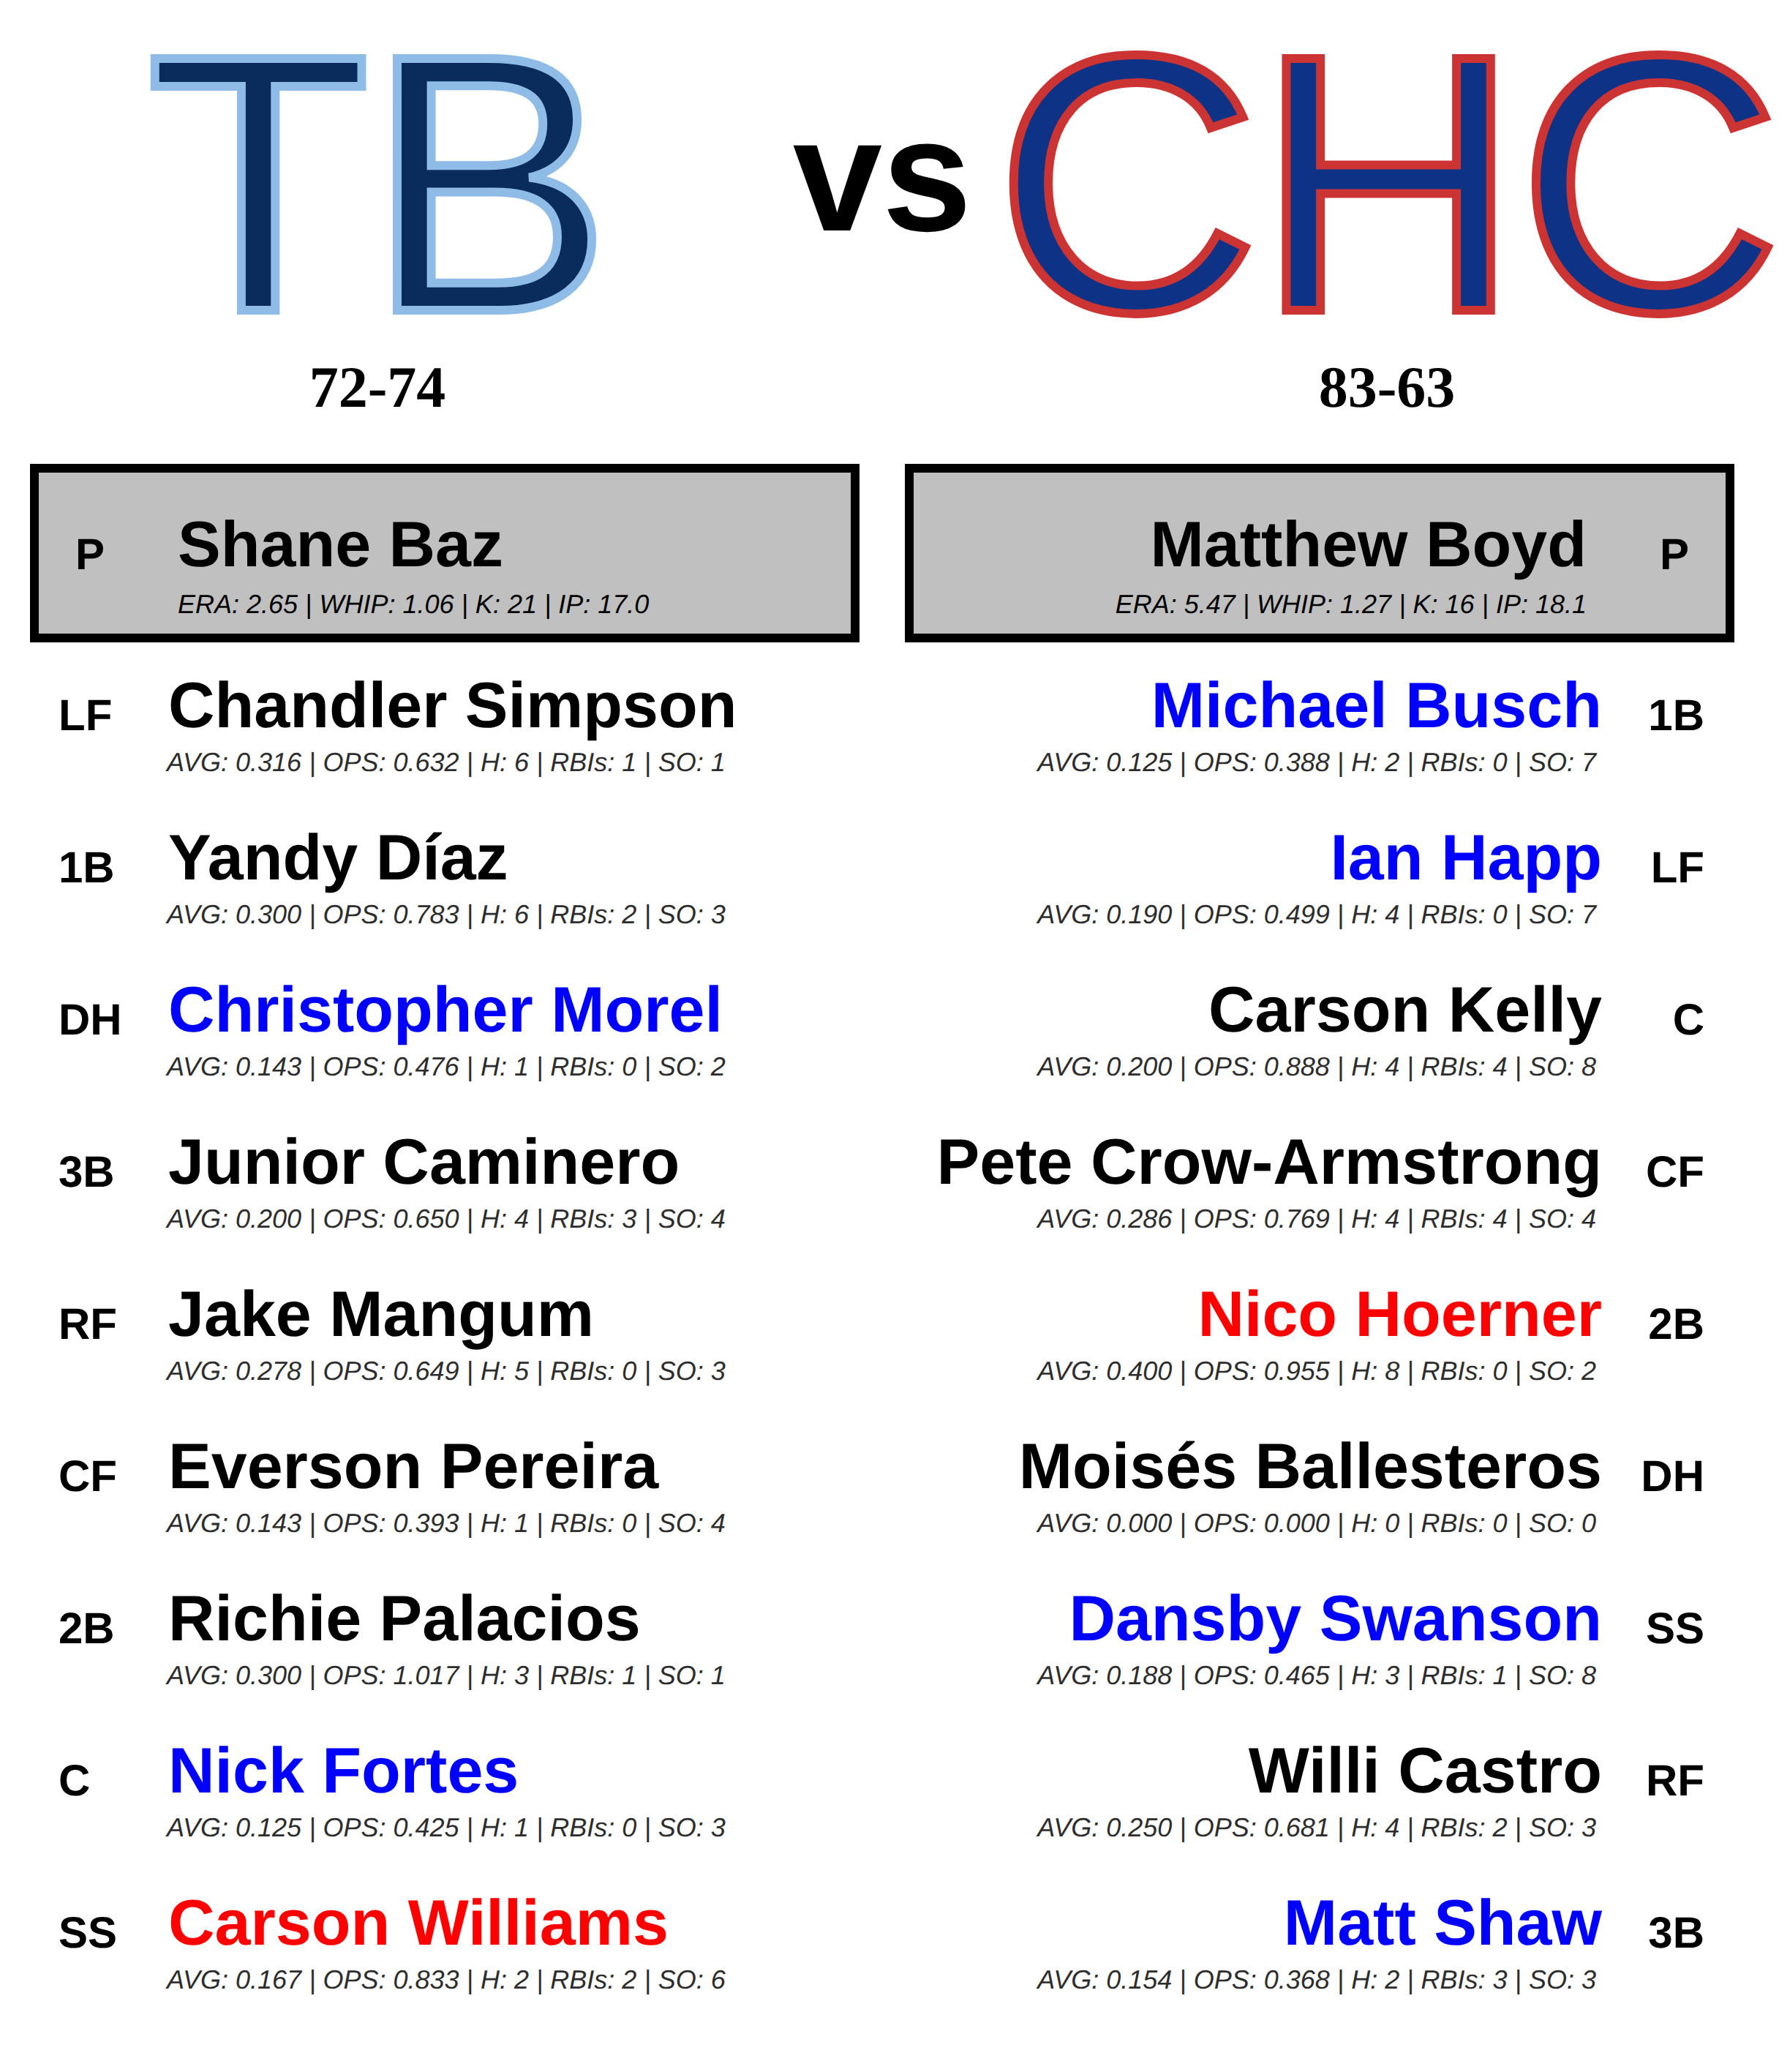 TB vs CHC
72-74
83-63
P Shane Baz
ERA: 2.65 | WHIP: 1.06 | K: 21 | IP: 17.0
Matthew Boyd P
ERA: 5.47 | WHIP: 1.27 | K: 16 | IP: 18.1
LF Chandler Simpson
AVG: 0.316 | OPS: 0.632 | H: 6 | RBIs: 1 | SO: 1
1B Yandy Díaz
AVG: 0.300 | OPS: 0.783 | H: 6 | RBIs: 2 | SO: 3
DH Christopher Morel
AVG: 0.143 | OPS: 0.476 | H: 1 | RBIs: 0 | SO: 2
3B Junior Caminero
AVG: 0.200 | OPS: 0.650 | H: 4 | RBIs: 3 | SO: 4
RF Jake Mangum
AVG: 0.278 | OPS: 0.649 | H: 5 | RBIs: 0 | SO: 3
CF Everson Pereira
AVG: 0.143 | OPS: 0.393 | H: 1 | RBIs: 0 | SO: 4
2B Richie Palacios
AVG: 0.300 | OPS: 1.017 | H: 3 | RBIs: 1 | SO: 1
C Nick Fortes
AVG: 0.125 | OPS: 0.425 | H: 1 | RBIs: 0 | SO: 3
SS Carson Williams
AVG: 0.167 | OPS: 0.833 | H: 2 | RBIs: 2 | SO: 6
Michael Busch 1B
AVG: 0.125 | OPS: 0.388 | H: 2 | RBIs: 0 | SO: 7
Ian Happ LF
AVG: 0.190 | OPS: 0.499 | H: 4 | RBIs: 0 | SO: 7
Carson Kelly C
AVG: 0.200 | OPS: 0.888 | H: 4 | RBIs: 4 | SO: 8
Pete Crow-Armstrong CF
AVG: 0.286 | OPS: 0.769 | H: 4 | RBIs: 4 | SO: 4
Nico Hoerner 2B
AVG: 0.400 | OPS: 0.955 | H: 8 | RBIs: 0 | SO: 2
Moisés Ballesteros DH
AVG: 0.000 | OPS: 0.000 | H: 0 | RBIs: 0 | SO: 0
Dansby Swanson SS
AVG: 0.188 | OPS: 0.465 | H: 3 | RBIs: 1 | SO: 8
Willi Castro RF
AVG: 0.250 | OPS: 0.681 | H: 4 | RBIs: 2 | SO: 3
Matt Shaw 3B
AVG: 0.154 | OPS: 0.368 | H: 2 | RBIs: 3 | SO: 3